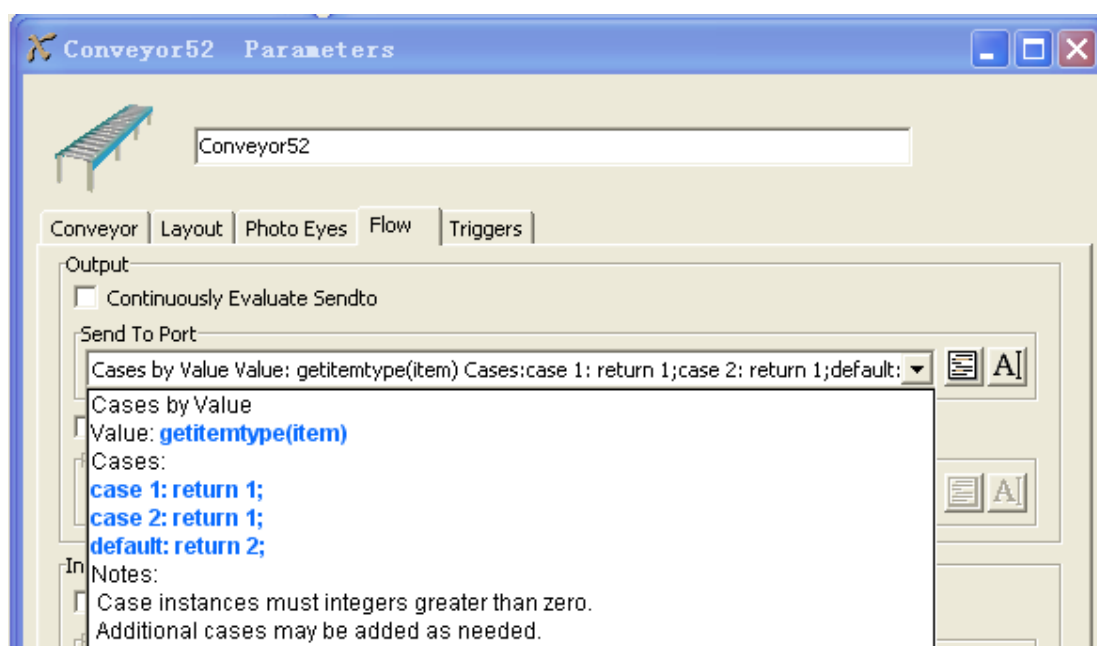 Conveyor52 Parameters
Conveyor52
Conveyor Layout Photo Eyes Flow Triggers
Output
Continuously Evaluate Sendto
Send To Port
Cases by Value Value: getitemtype(item) Cases:case 1: return 1;case 2: return 1;default:
A
Cases by Value
Value: getitemtype(item)
Cases:
case 1: return 1;
A
case 2: return 1;
default: return 2;
In
Notes:
Case instances must integers greater than zero.
Additional cases may be added as needed.